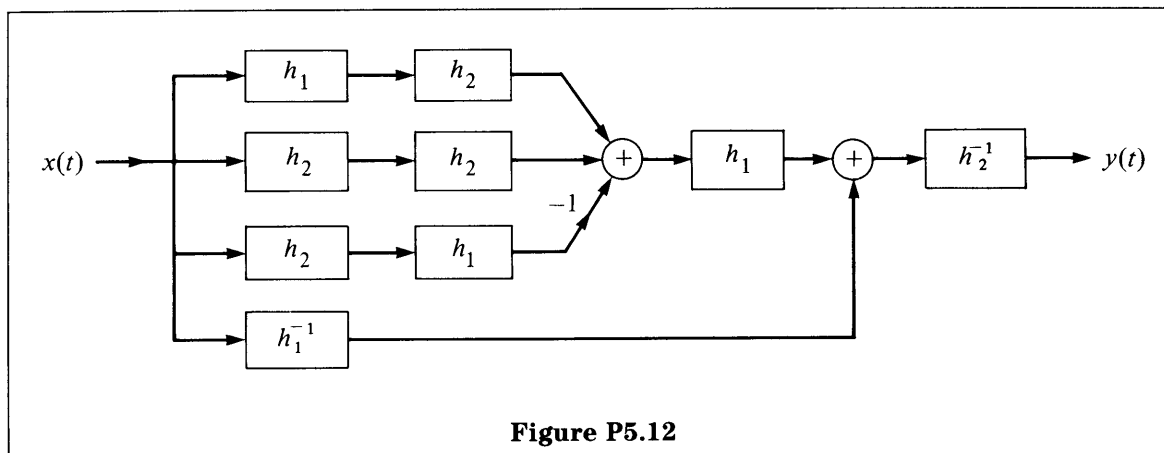 h₁ h₂
x(t) h₂ h₂ + h₁ + h₂⁻¹ y(t)
−1
h₂ h₁
h₁⁻¹
Figure P5.12